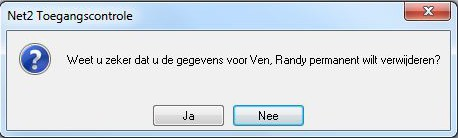 Net2 Toegangscontrole
Weet u zeker dat u de gegevens voor Ven, Randy permanent wilt verwijderen?
Ja
Nee